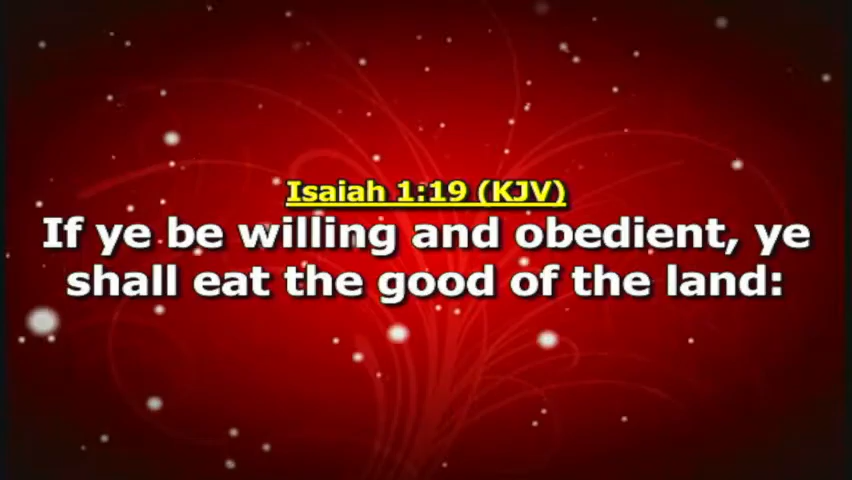 Isaiah 1:19 (KJV)
If ye be willing and obedient, ye
shall eat the good of the land: